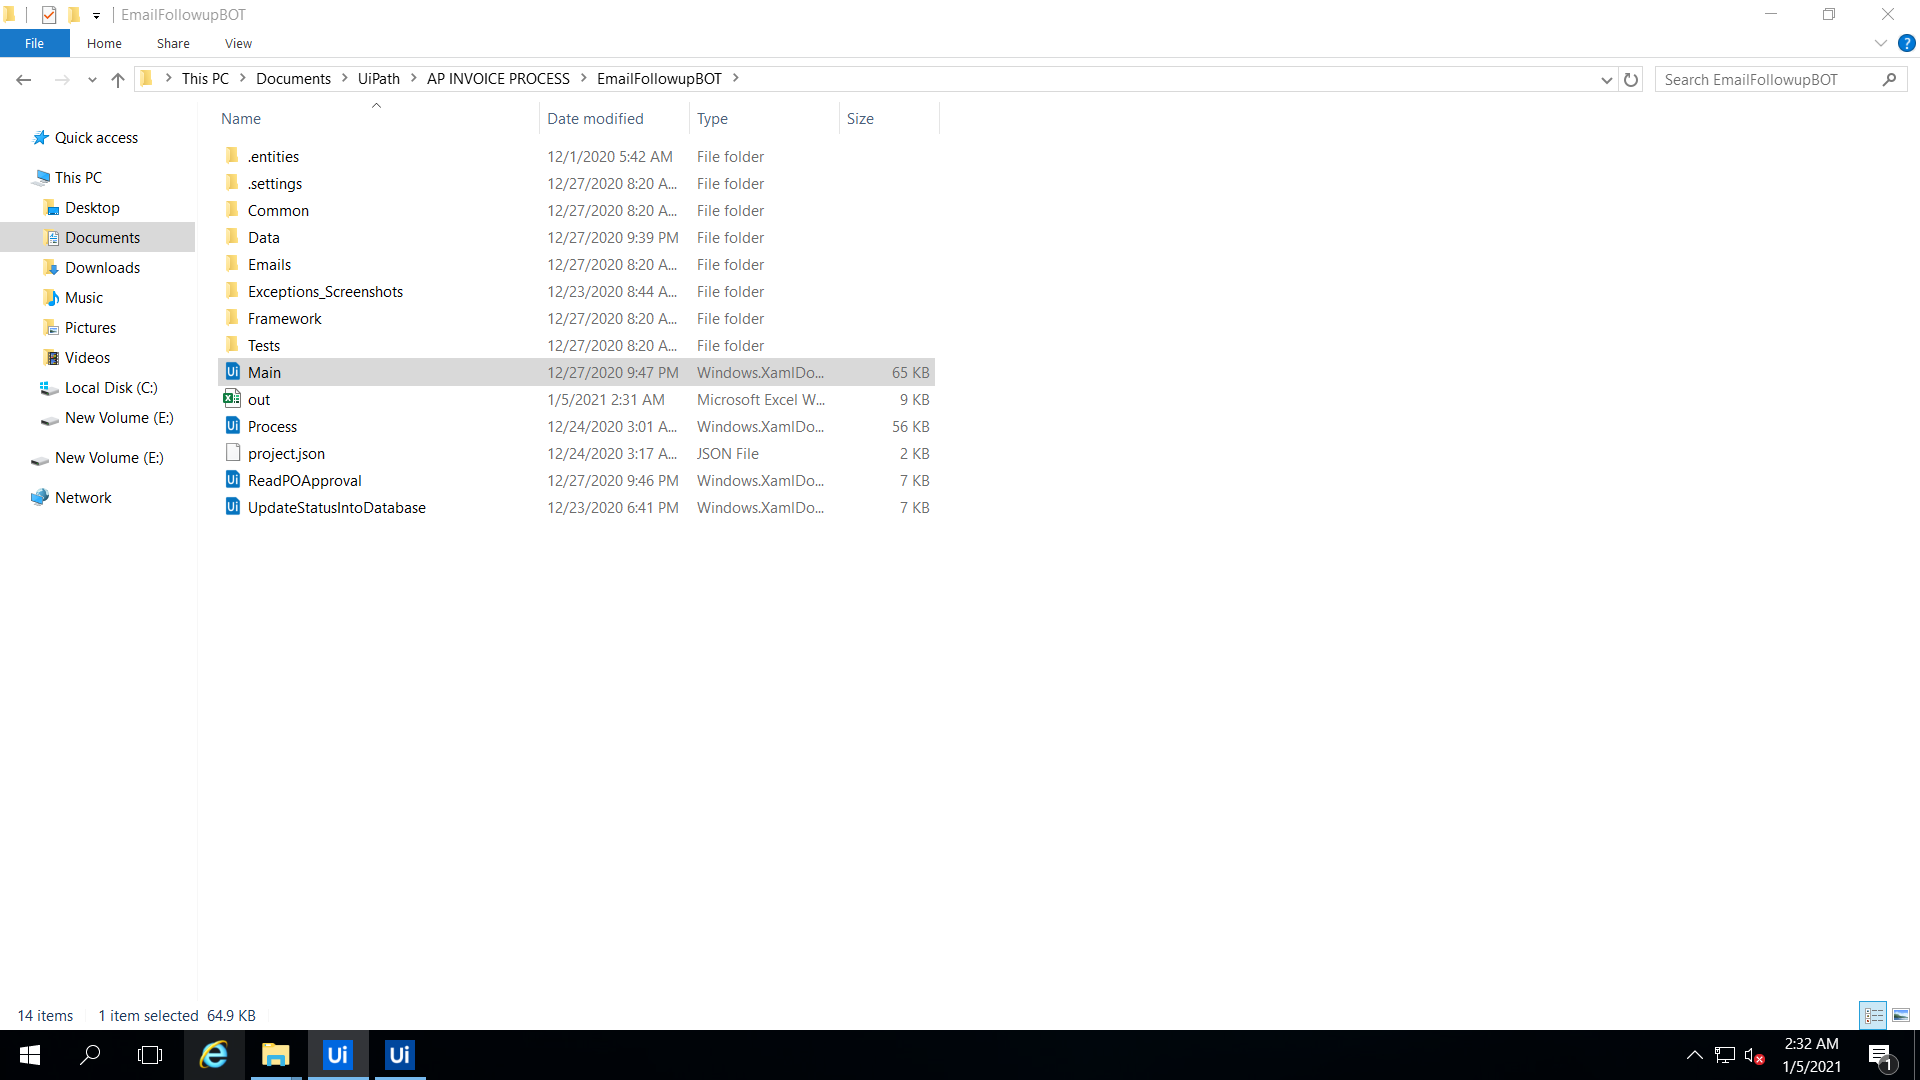 EmailFollowupBOT
File Home Share View
?
This PC Documents UiPath AP INVOICE PROCESS EmailFollowupBOT
Search EmailFollowupBOT
Name Date modified Type Size
Quick access
This PC
Desktop
Documents
Downloads
Music
Pictures
Videos
Local Disk (C:)
New Volume (E:)
New Volume (E:)
Network
.entities 12/1/2020 5:42 AM File folder
.settings 12/27/2020 8:20 A... File folder
Common 12/27/2020 8:20 A... File folder
Data 12/27/2020 9:39 PM File folder
Emails 12/27/2020 8:20 A... File folder
Exceptions_Screenshots 12/23/2020 8:44 A... File folder
Framework 12/27/2020 8:20 A... File folder
Tests 12/27/2020 8:20 A... File folder
Ui Main 12/27/2020 9:47 PM Windows.XamlDo... 65 KB
out 1/5/2021 2:31 AM Microsoft Excel W... 9 KB
Ui Process 12/24/2020 3:01 A... Windows.XamlDo... 56 KB
project.json 12/24/2020 3:17 A... JSON File 2 KB
Ui ReadPOApproval 12/27/2020 9:46 PM Windows.XamlDo... 7 KB
Ui UpdateStatusIntoDatabase 12/23/2020 6:41 PM Windows.XamlDo... 7 KB
14 items 1 item selected 64.9 KB
Ui Ui
2:32 AM
1/5/2021
1